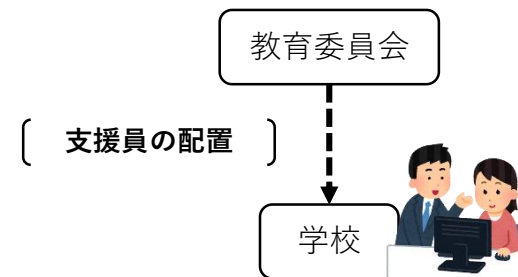 教育委員会
支援員の配置
学校